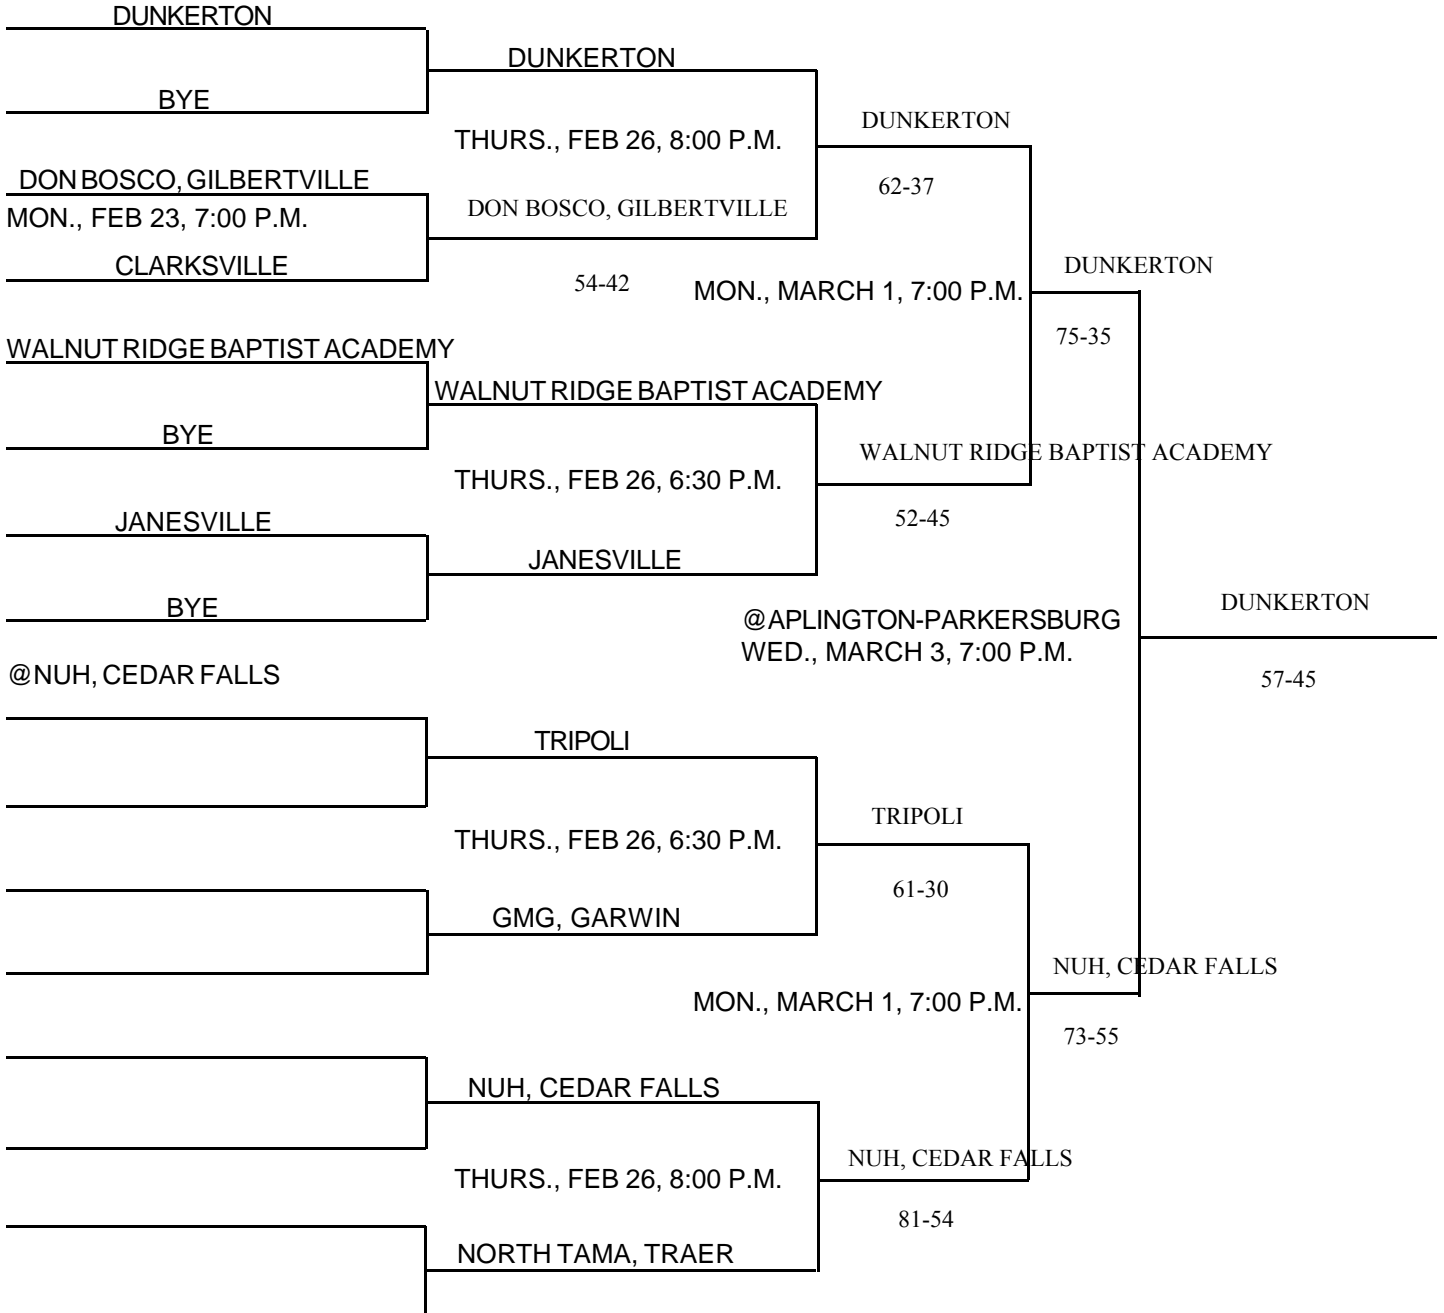 DUNKERTON
DUNKERTON
BYE
DUNKERTON
THURS., FEB 26, 8:00 P.M.
DON BOSCO, GILBERTVILLE
62-37
MON., FEB 23, 7:00 P.M.
DON BOSCO, GILBERTVILLE
CLARKSVILLE
54-42
DUNKERTON
MON., MARCH 1, 7:00 P.M.
75-35
WALNUT RIDGE BAPTIST ACADEMY
WALNUT RIDGE BAPTIST ACADEMY
BYE
WALNUT RIDGE BAPTIST ACADEMY
THURS., FEB 26, 6:30 P.M.
52-45
JANESVILLE
JANESVILLE
BYE
@APLINGTON-PARKERSBURG
WED., MARCH 3, 7:00 P.M.
DUNKERTON
57-45
@NUH, CEDAR FALLS
TRIPOLI
TRIPOLI
THURS., FEB 26, 6:30 P.M.
61-30
GMG, GARWIN
NUH, CEDAR FALLS
MON., MARCH 1, 7:00 P.M.
73-55
NUH, CEDAR FALLS
NUH, CEDAR FALLS
THURS., FEB 26, 8:00 P.M.
81-54
NORTH TAMA, TRAER